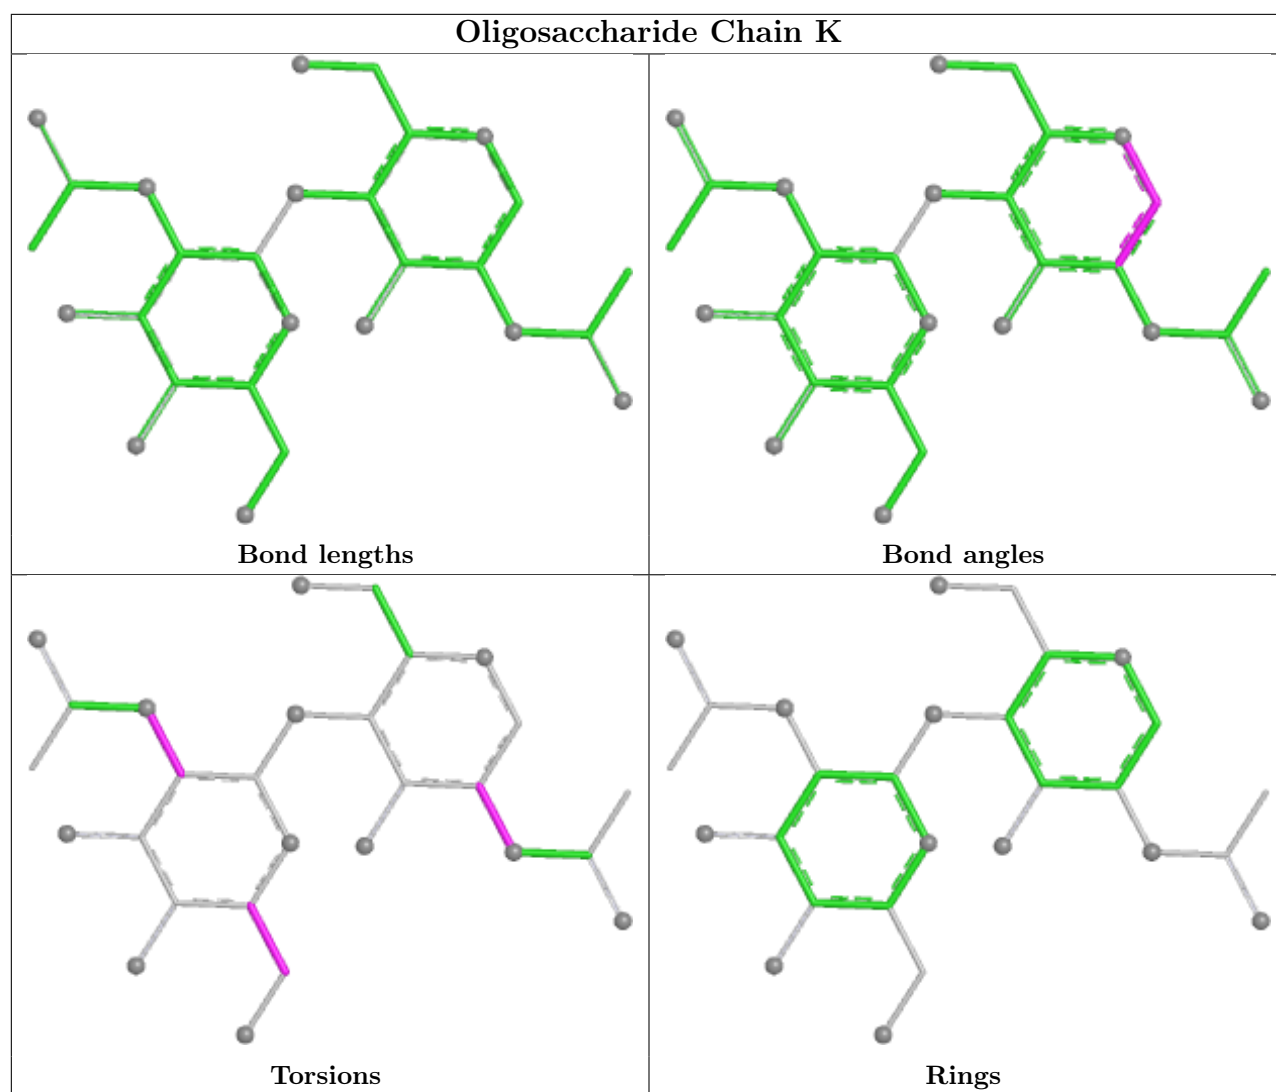 Oligosaccharide Chain K
Bond lengths
Bond angles
Torsions
Rings